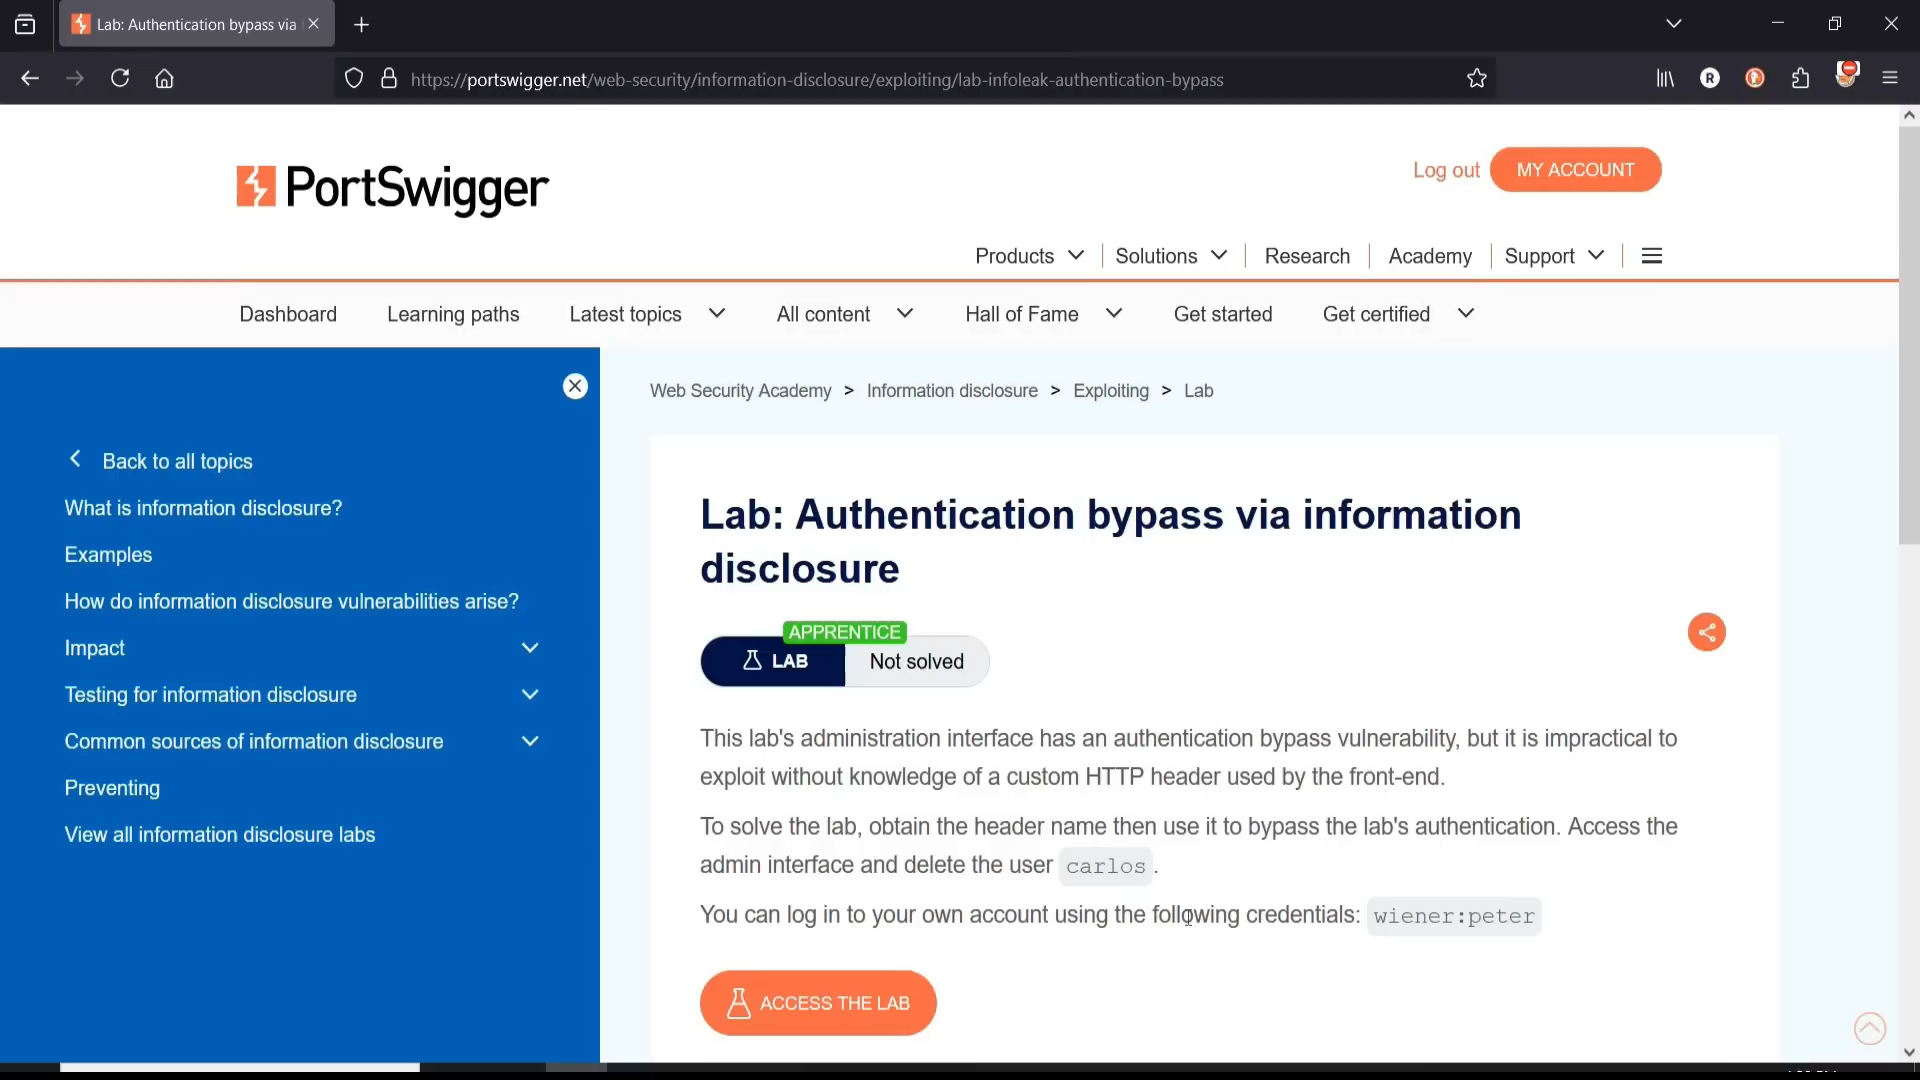 Lab: Authentication bypass via
https://portswigger.net/web-security/information-disclosure/exploiting/lab-infoleak-authentication-bypass
R
PortSwigger
Log out
MY ACCOUNT
Products
Solutions
Research
Academy
Support
Dashboard
Learning paths
Latest topics
All content
Hall of Fame
Get started
Get certified
Back to all topics
What is information disclosure?
Examples
How do information disclosure vulnerabilities arise?
Impact
Testing for information disclosure
Common sources of information disclosure
Preventing
View all information disclosure labs
Web Security Academy > Information disclosure > Exploiting > Lab
Lab: Authentication bypass via information
disclosure
APPRENTICE
LAB
Not solved
This lab's administration interface has an authentication bypass vulnerability, but it is impractical to
exploit without knowledge of a custom HTTP header used by the front-end.
To solve the lab, obtain the header name then use it to bypass the lab's authentication. Access the
admin interface and delete the user carlos.
You can log in to your own account using the following credentials: wiener:peter
ACCESS THE LAB